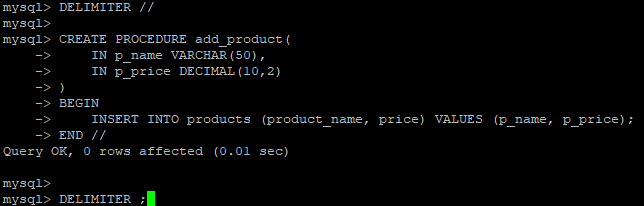 mysql> DELIMITER //
mysql>
mysql> CREATE PROCEDURE add_product(
    ->     IN p_name VARCHAR(50),
    ->     IN p_price DECIMAL(10,2)
    -> )
    -> BEGIN
    ->     INSERT INTO products (product_name, price) VALUES (p_name, p_price);
    -> END //
Query OK, 0 rows affected (0.01 sec)

mysql>
mysql> DELIMITER ;